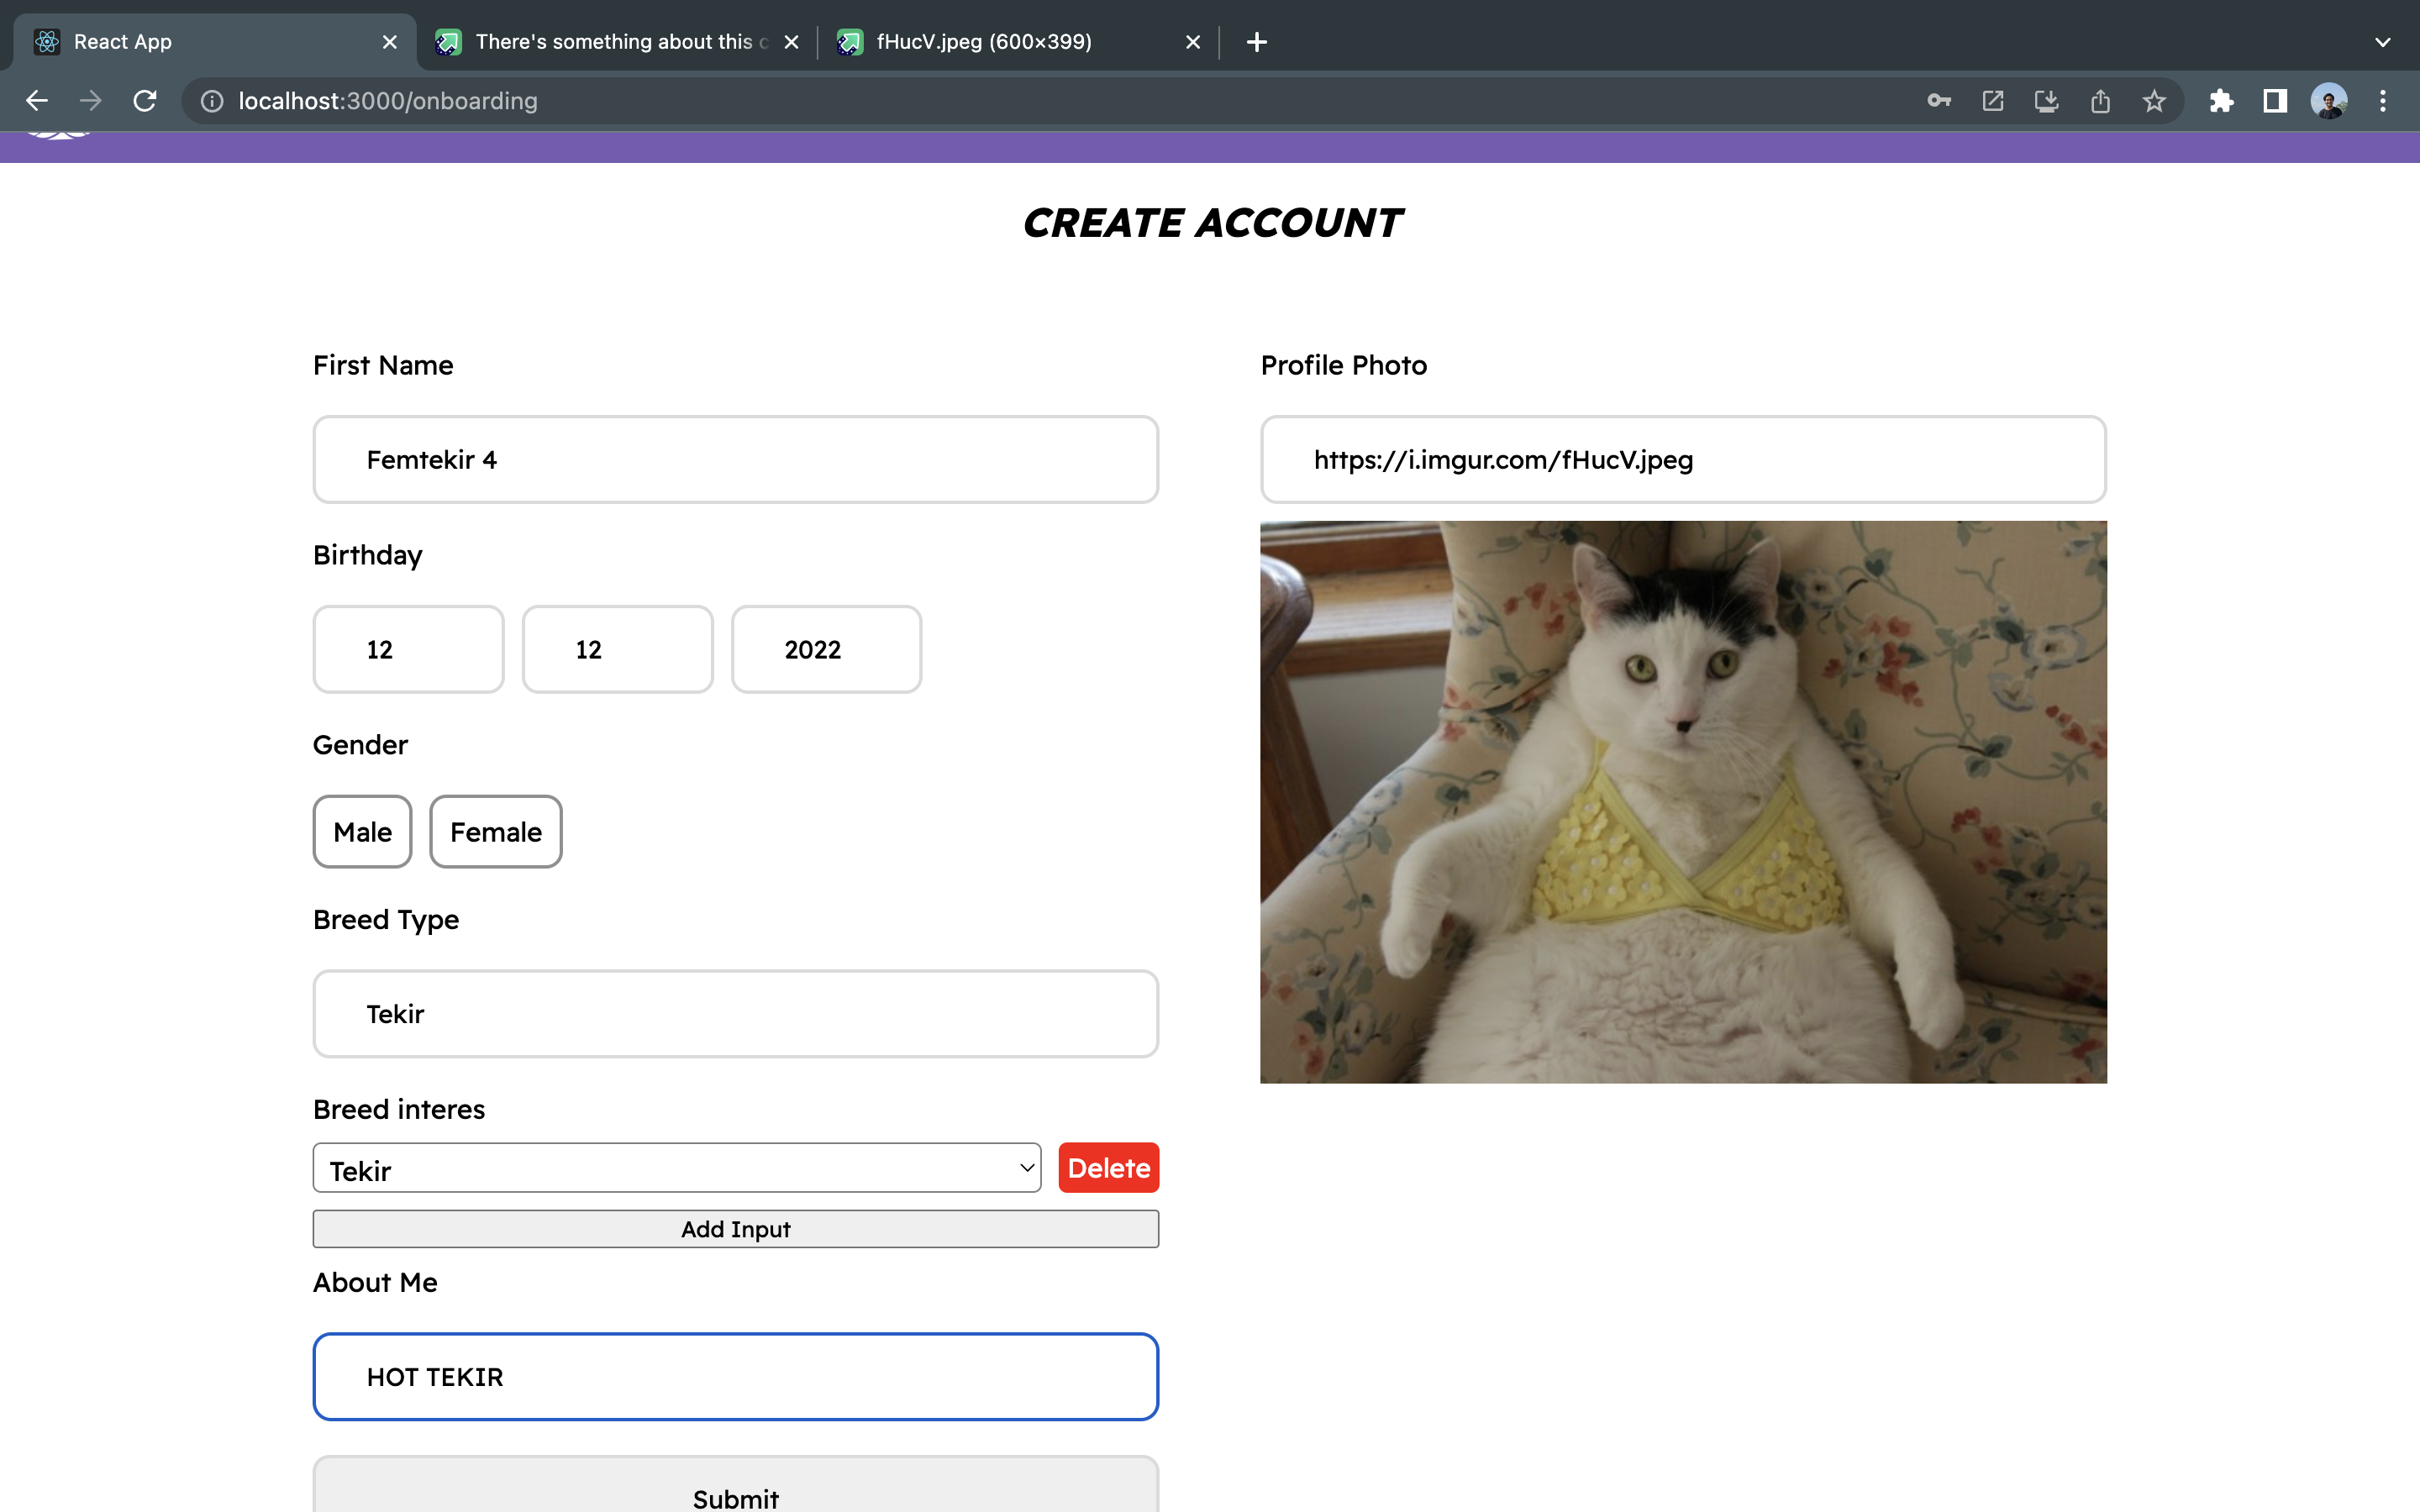 React App
There's something about this c
fHucV.jpeg (600×399)
localhost:3000/onboarding
CREATE ACCOUNT
First Name
Femtekir 4
Birthday
12 12 2022
Gender
Male Female
Breed Type
Tekir
Breed interes
Tekir Delete
Add Input
About Me
HOT TEKIR
Submit
Profile Photo
https://i.imgur.com/fHucV.jpeg